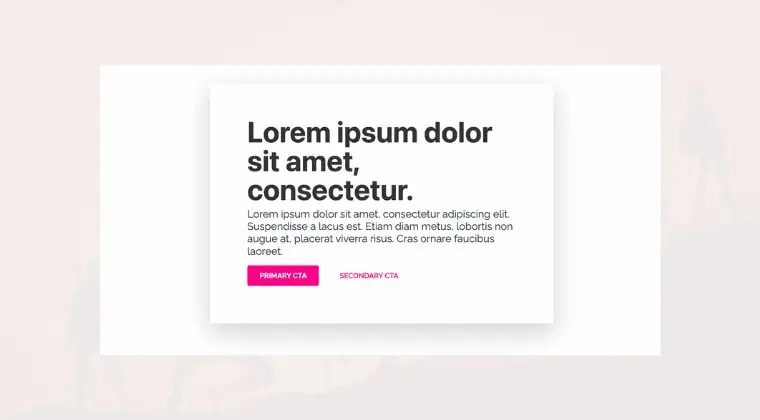 Lorem ipsum dolor
sit amet,
consectetur.
Lorem ipsum dolor sit amet, consectetur adipiscing elit.
Suspendisse a lacus est. Etiam diam metus, lobortis non
augue at, placerat viverra risus. Cras ornare faucibus
laoreet.
PRIMARY CTA
SECONDARY CTA